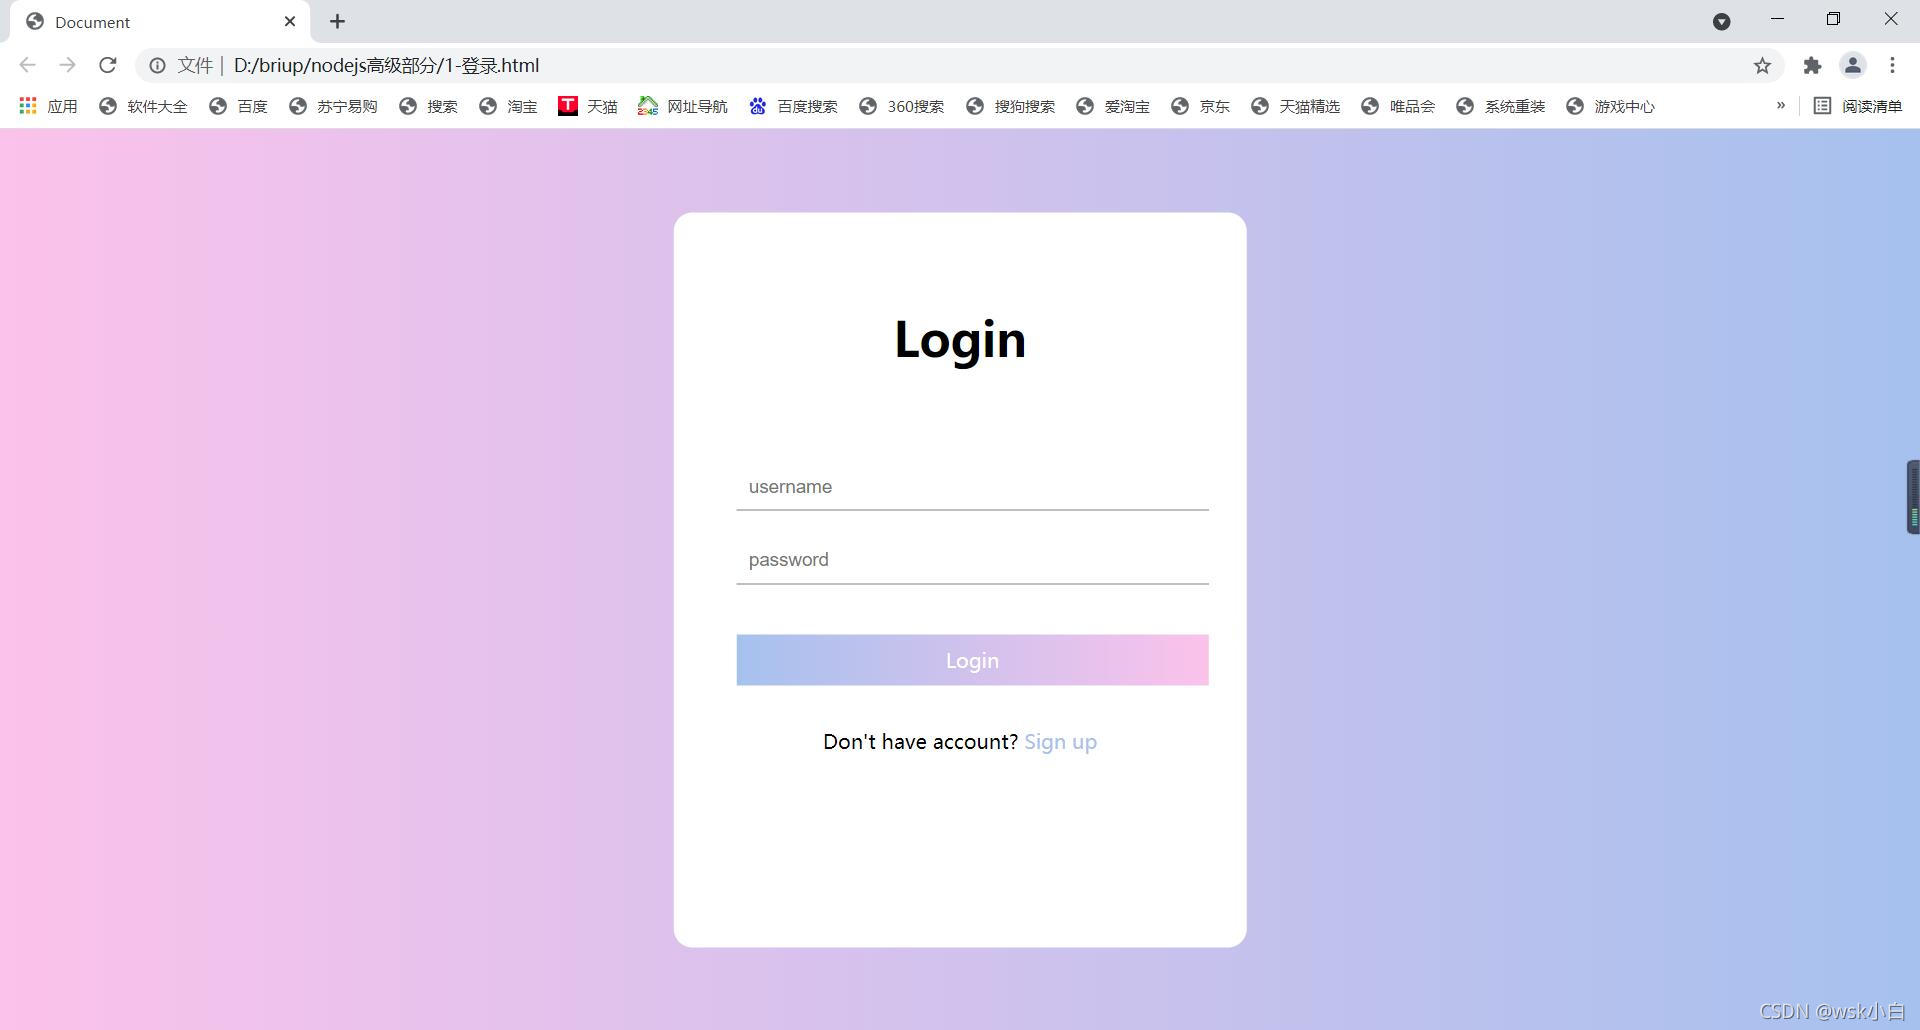 Document
文件 | D:/briup/nodejs高级部分/1-登录.html
应用 软件大全 百度 苏宁易购 搜索 淘宝 天猫 网址导航 百度搜索 360搜索 搜狗搜索 爱淘宝 京东 天猫精选 唯品会 系统重装 游戏中心 » 阅读清单
Login
username
password
Login
Don't have account? Sign up
CSDN @wsk小白